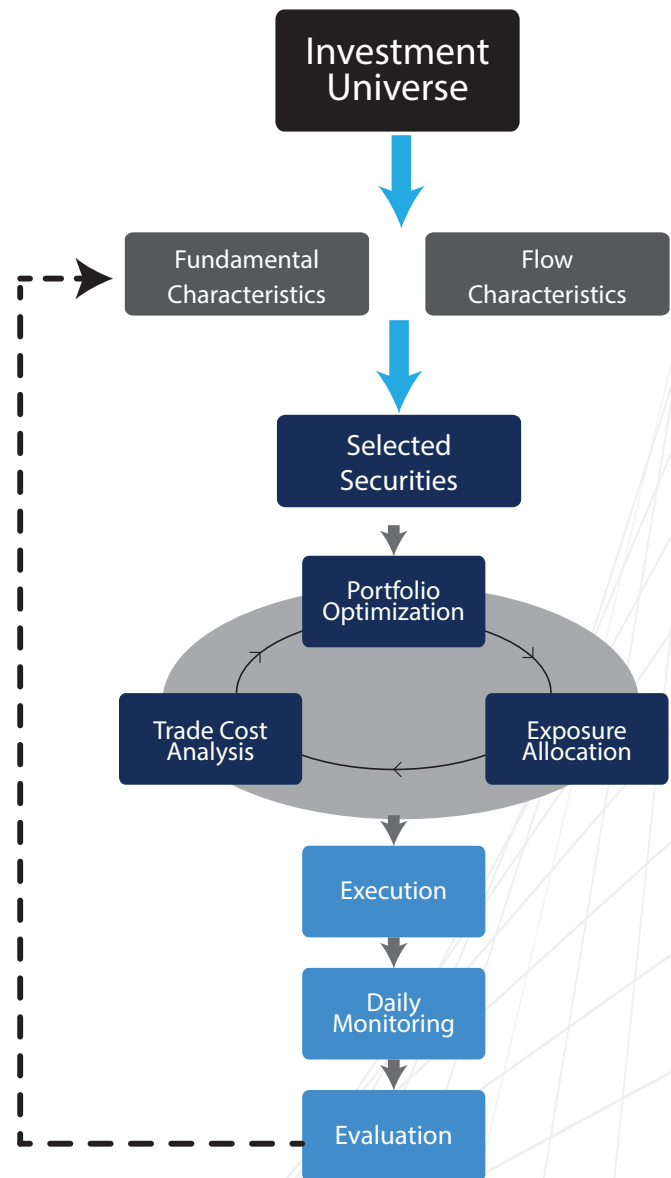 Investment
Universe
Fundamental
Characteristics
Flow
Characteristics
Selected
Securities
Portfolio
Optimization
Trade Cost
Analysis
Exposure
Allocation
Execution
Daily
Monitoring
Evaluation